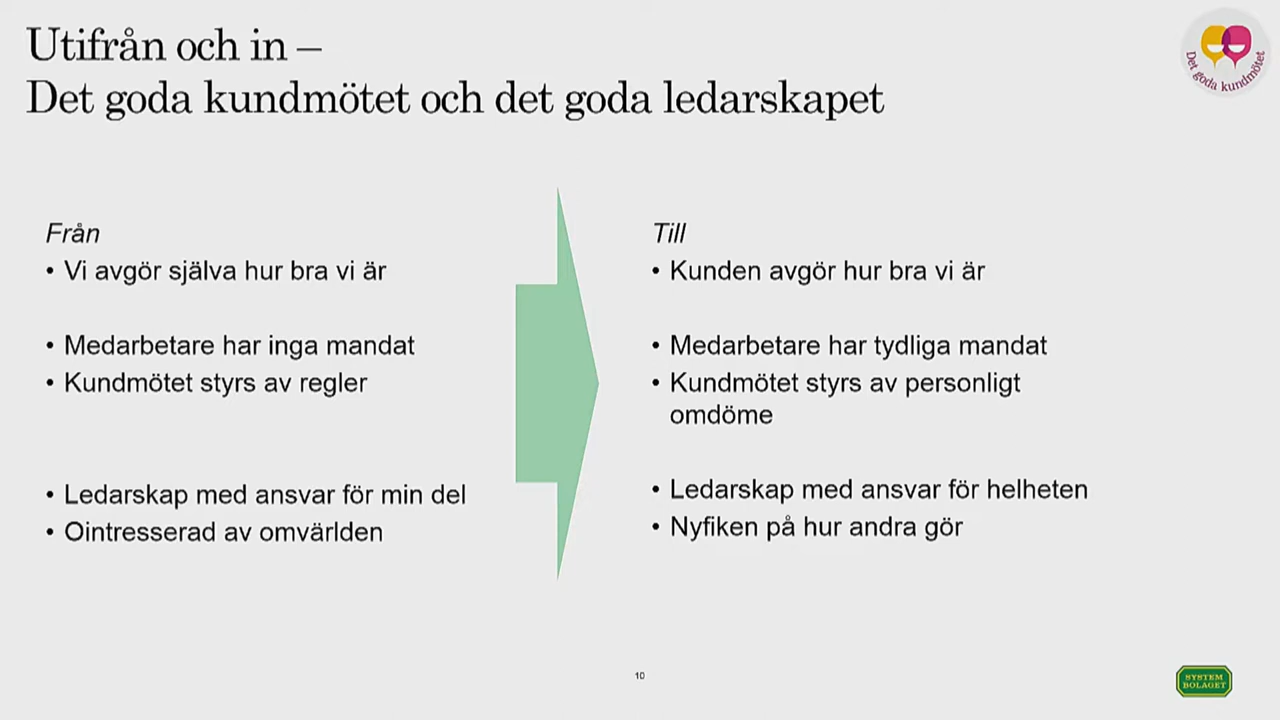 Utifrån och in –
Det goda kundmötet och det goda ledarskapet
Det goda kundmötet
Från
• Vi avgör själva hur bra vi är
• Medarbetare har inga mandat
• Kundmötet styrs av regler
• Ledarskap med ansvar för min del
• Ointresserad av omvärlden
Till
• Kunden avgör hur bra vi är
• Medarbetare har tydliga mandat
• Kundmötet styrs av personligt
omdöme
• Ledarskap med ansvar för helheten
• Nyfiken på hur andra gör
10
SYSTEM
BOLAGET